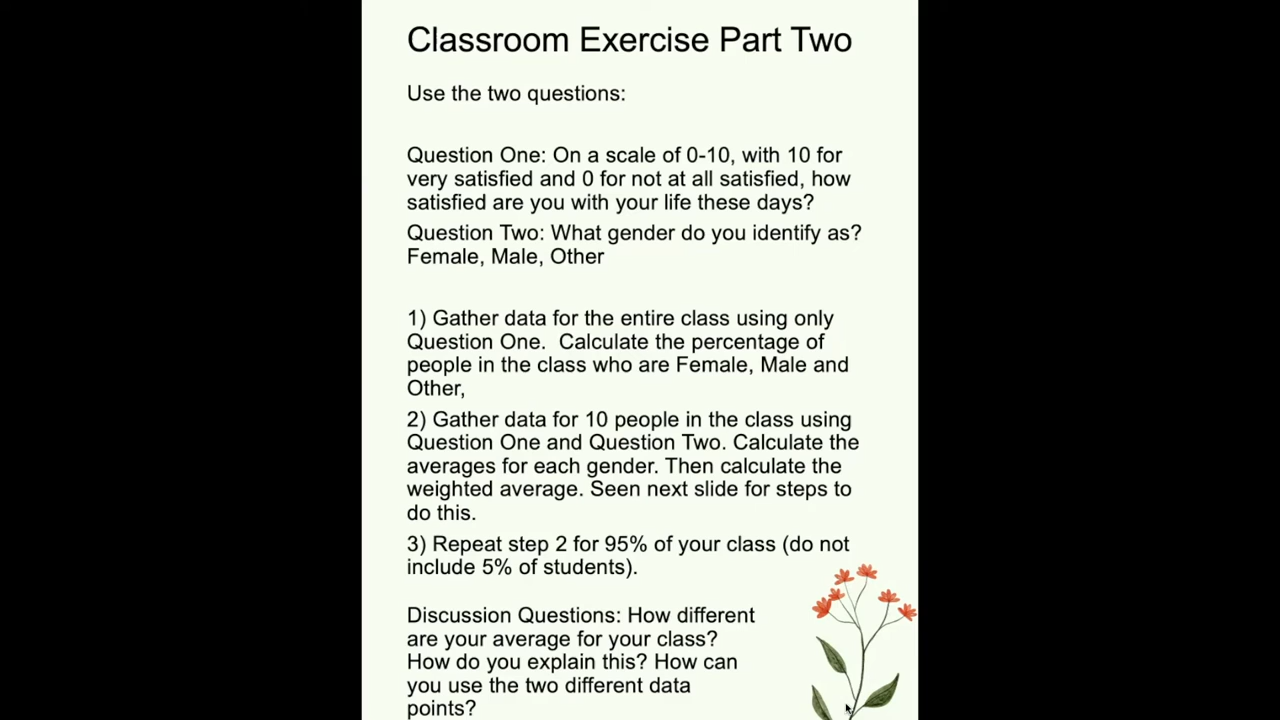 Classroom Exercise Part Two
Use the two questions:
Question One: On a scale of 0-10, with 10 for
very satisfied and 0 for not at all satisfied, how
satisfied are you with your life these days?
Question Two: What gender do you identify as?
Female, Male, Other
1) Gather data for the entire class using only
Question One.  Calculate the percentage of
people in the class who are Female, Male and
Other,
2) Gather data for 10 people in the class using
Question One and Question Two. Calculate the
averages for each gender. Then calculate the
weighted average. Seen next slide for steps to
do this.
3) Repeat step 2 for 95% of your class (do not
include 5% of students).
Discussion Questions: How different
are your average for your class?
How do you explain this? How can
you use the two different data
points?